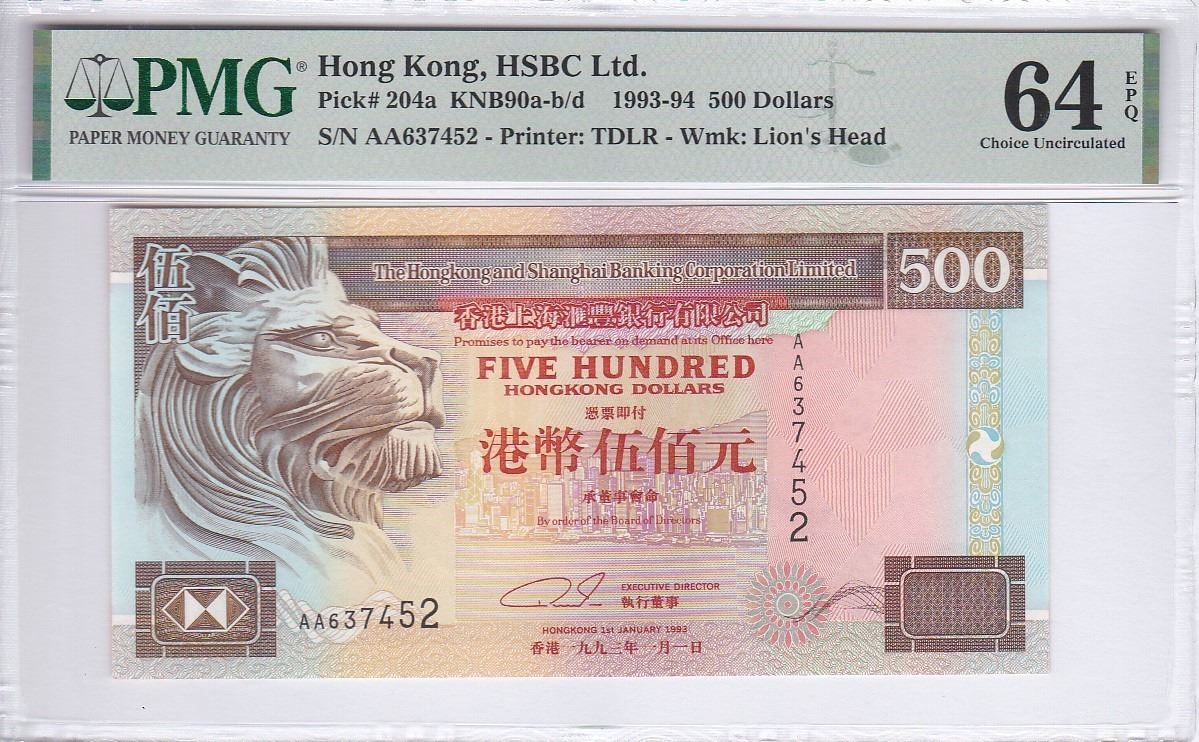 PMG®
PAPER MONEY GUARANTY
Hong Kong, HSBC Ltd.
Pick# 204a KNB90a-b/d 1993-94 500 Dollars
S/N AA637452 - Printer: TDLR - Wmk: Lion's Head
64
EPQ
Choice Uncirculated
伍佰
The Hongkong and Shanghai Banking Corporation Limited
500
香港上海滙豐銀行有限公司
Promises to pay the bearer on demand at its Office here
FIVE HUNDRED
HONGKONG DOLLARS
憑票即付
港幣伍佰元
承董事會命
By order of the Board of Directors
AA637452
EXECUTIVE DIRECTOR
執行董事
AA637452
HONGKONG 1st JANUARY 1993
香港一九九三年一月一日